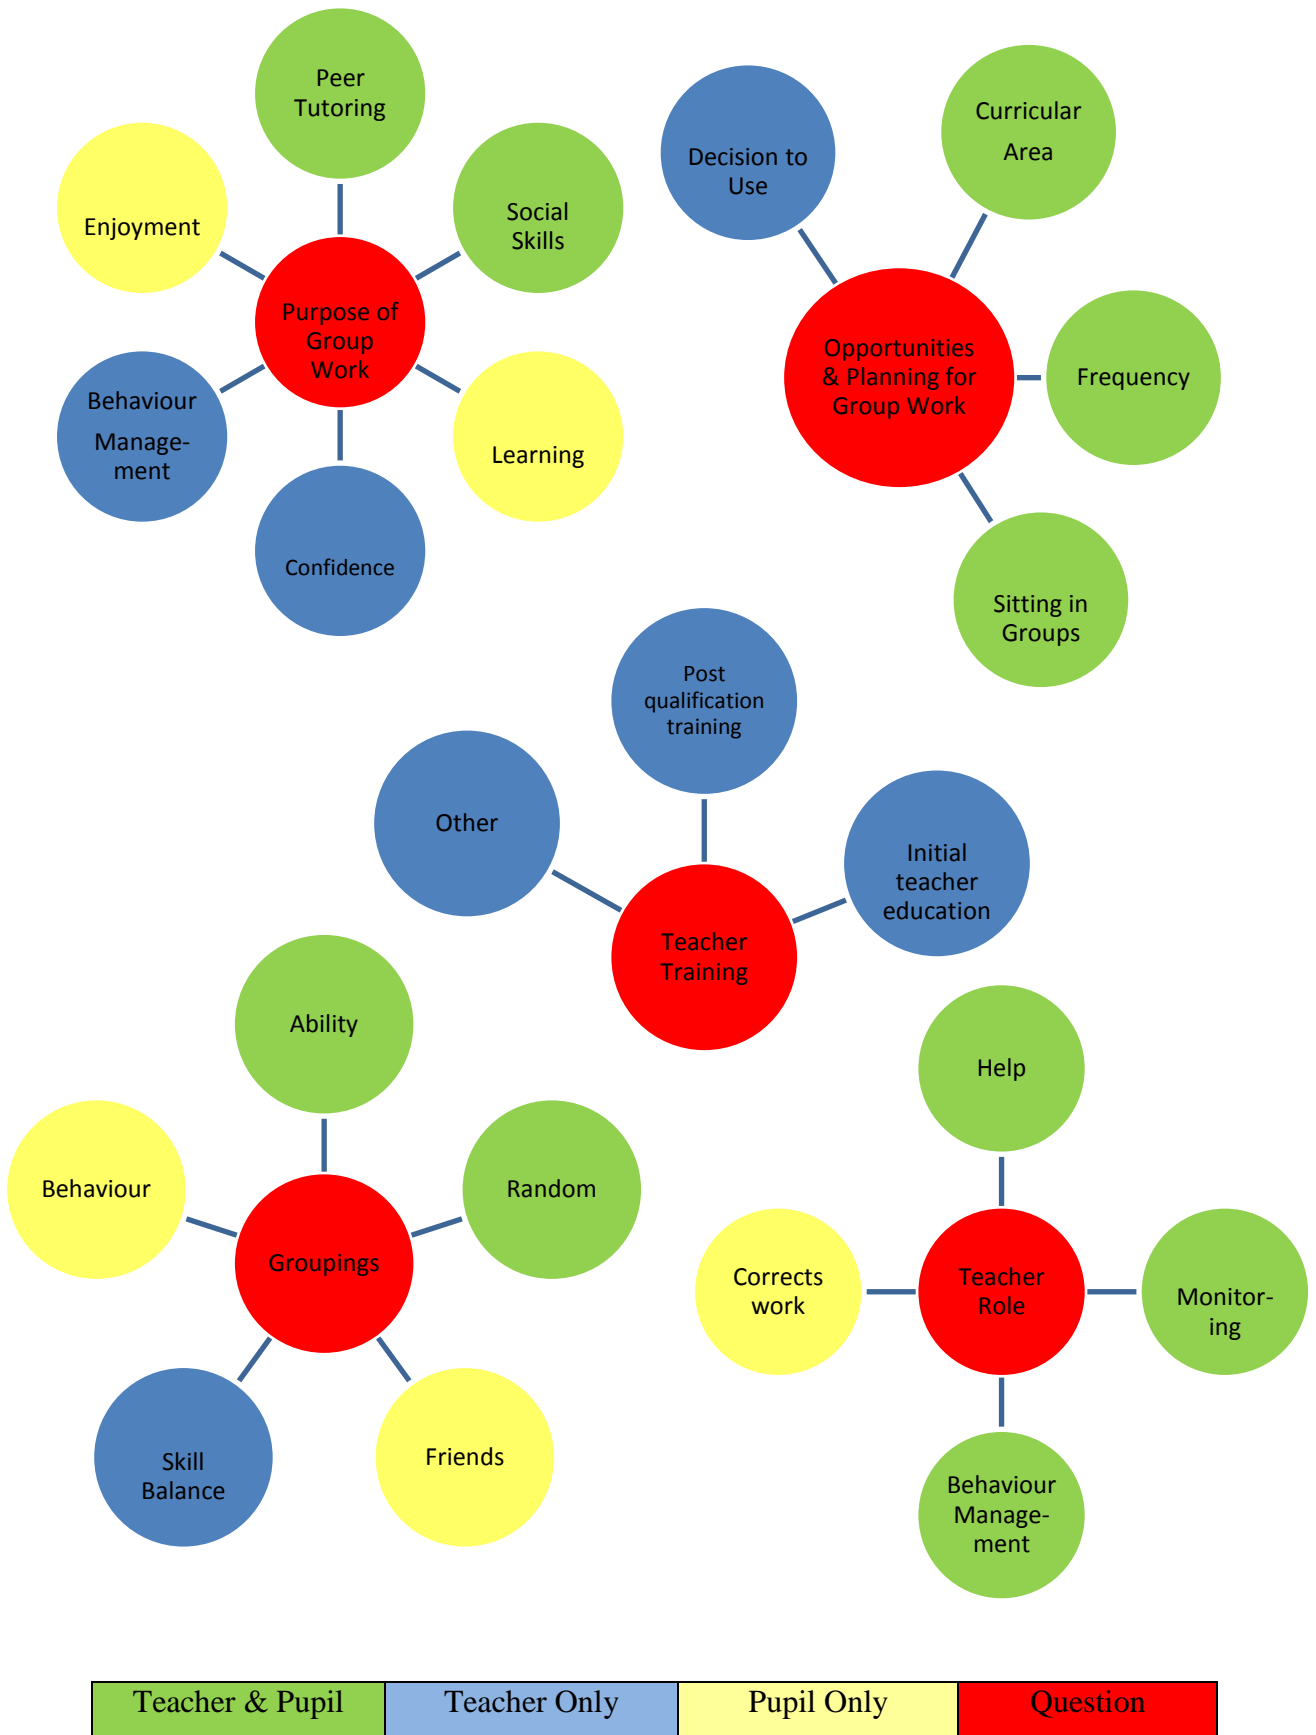 Peer
Tutoring
Enjoyment
Social
Skills
Purpose of
Group
Work
Behaviour
Manage-
ment
Learning
Confidence
Decision to
Use
Curricular
Area
Opportunities
& Planning for
Group Work
Frequency
Sitting in
Groups
Post
qualification
training
Other
Initial
teacher
education
Teacher
Training
Ability
Behaviour
Random
Groupings
Skill
Balance
Friends
Help
Corrects
work
Teacher
Role
Monitor-
ing
Behaviour
Manage-
ment
Teacher & Pupil
Teacher Only
Pupil Only
Question